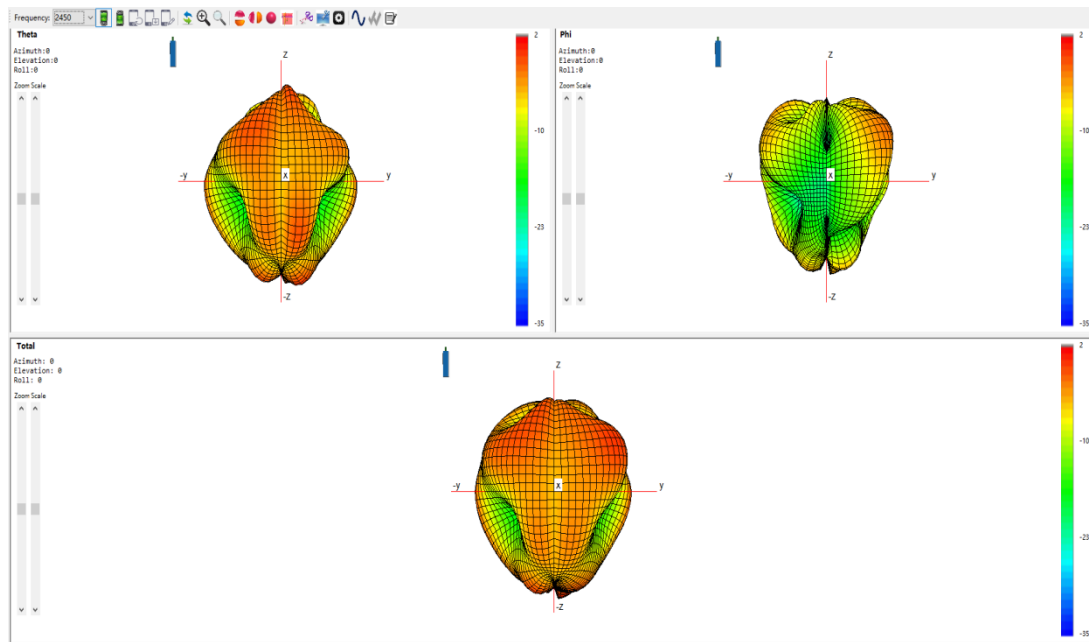 Frequency: 2450
Theta
Azimuth:0
Elevation:0
Roll:0
Zoom Scale
Z
-y
X
y
-Z
2
-10
-23
-35
Phi
Azimuth:0
Elevation:0
Roll:0
Zoom Scale
Z
-y
X
y
-Z
2
-10
-23
-35
Total
Azimuth: 0
Elevation: 0
Roll: 0
Zoom Scale
Z
-y
X
y
-Z
2
-10
-23
-35